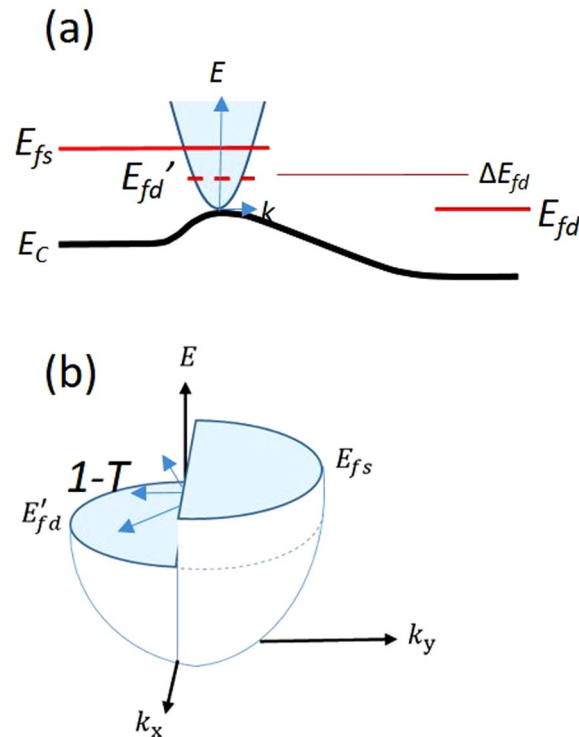 (a)
E
E_fs
E_fd′
ΔE_fd
k
E_fd
E_C
(b)
E
1-T
E_fs
E′_fd
k_y
k_x